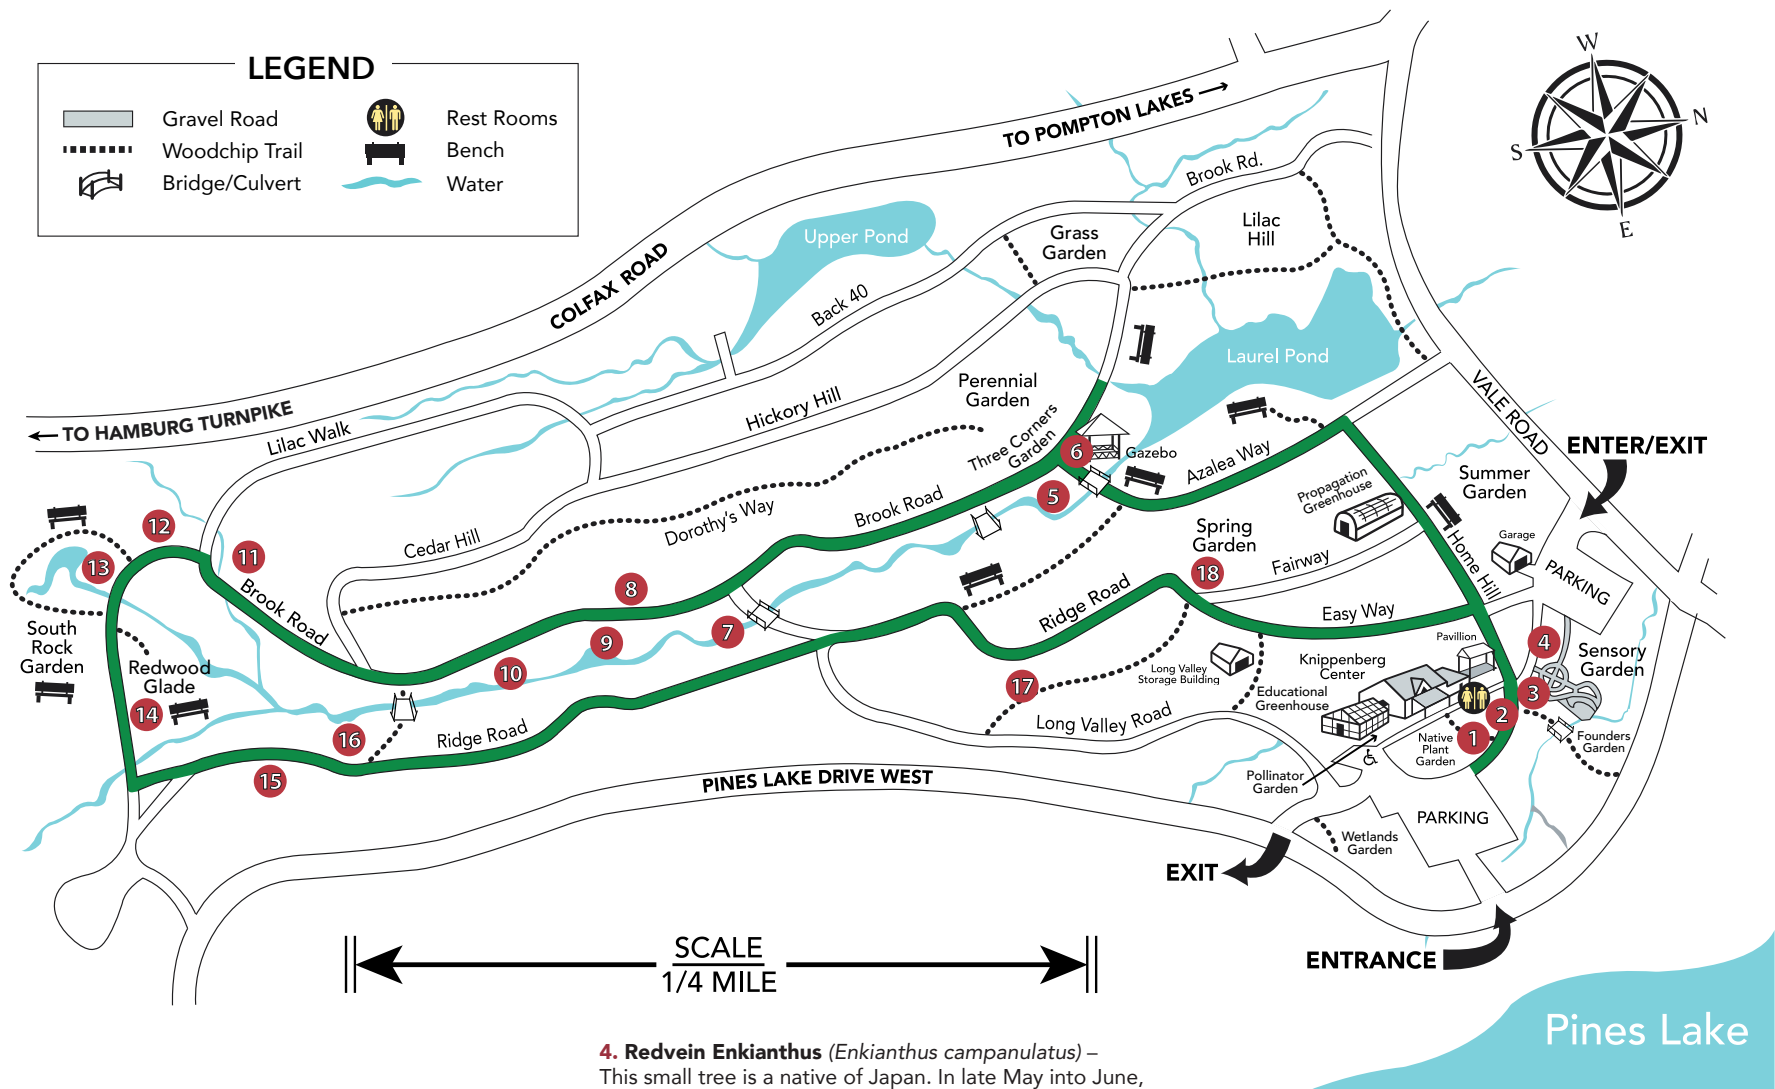 LEGEND
Gravel Road
Woodchip Trail
Bridge/Culvert
Rest Rooms
Bench
Water
W
N
S
E
TO POMPTON LAKES
COLFAX ROAD
TO HAMBURG TURNPIKE
Brook Rd.
Lilac
Hill
Grass
Garden
Upper Pond
Back 40
Laurel Pond
Hickory Hill
Perennial
Garden
Three Corners
Garden
Lilac Walk
VALE ROAD
ENTER/EXIT
6
Gazebo
Azalea Way
5
Propagation
Greenhouse
Summer
Garden
Garage
PARKING
Home Hill
Brook Road
Dorothy's Way
Cedar Hill
Spring
Garden
18
Fairway
12
13
11
Brook Road
8
9
7
10
Ridge Road
Easy Way
South
Rock
Garden
Redwood
Glade
14
16
15
Ridge Road
17
Long Valley
Storage Building
Long Valley Road
Knippenberg
Center
Educational
Greenhouse
Pavillion
4
Sensory
Garden
3
2
1
Native
Plant
Garden
Founders
Garden
Pollinator
Garden
PINES LAKE DRIVE WEST
PARKING
Wetlands
Garden
EXIT
ENTRANCE
SCALE
1/4 MILE
Pines Lake
4. Redvein Enkianthus (Enkianthus campanulatus) –
This small tree is a native of Japan. In late May into June,